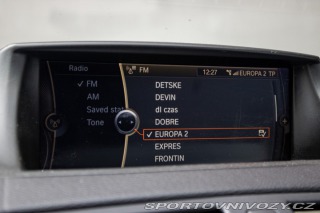 Radio
FM
12:27
EUROPA 2 TP
✓ FM
AM
Saved stat
Tone
DETSKE
DEVIN
dl czas
DOBRE
✓ EUROPA 2
EXPRES
FRONTIN
SPORTOVNIVOZY.CZ